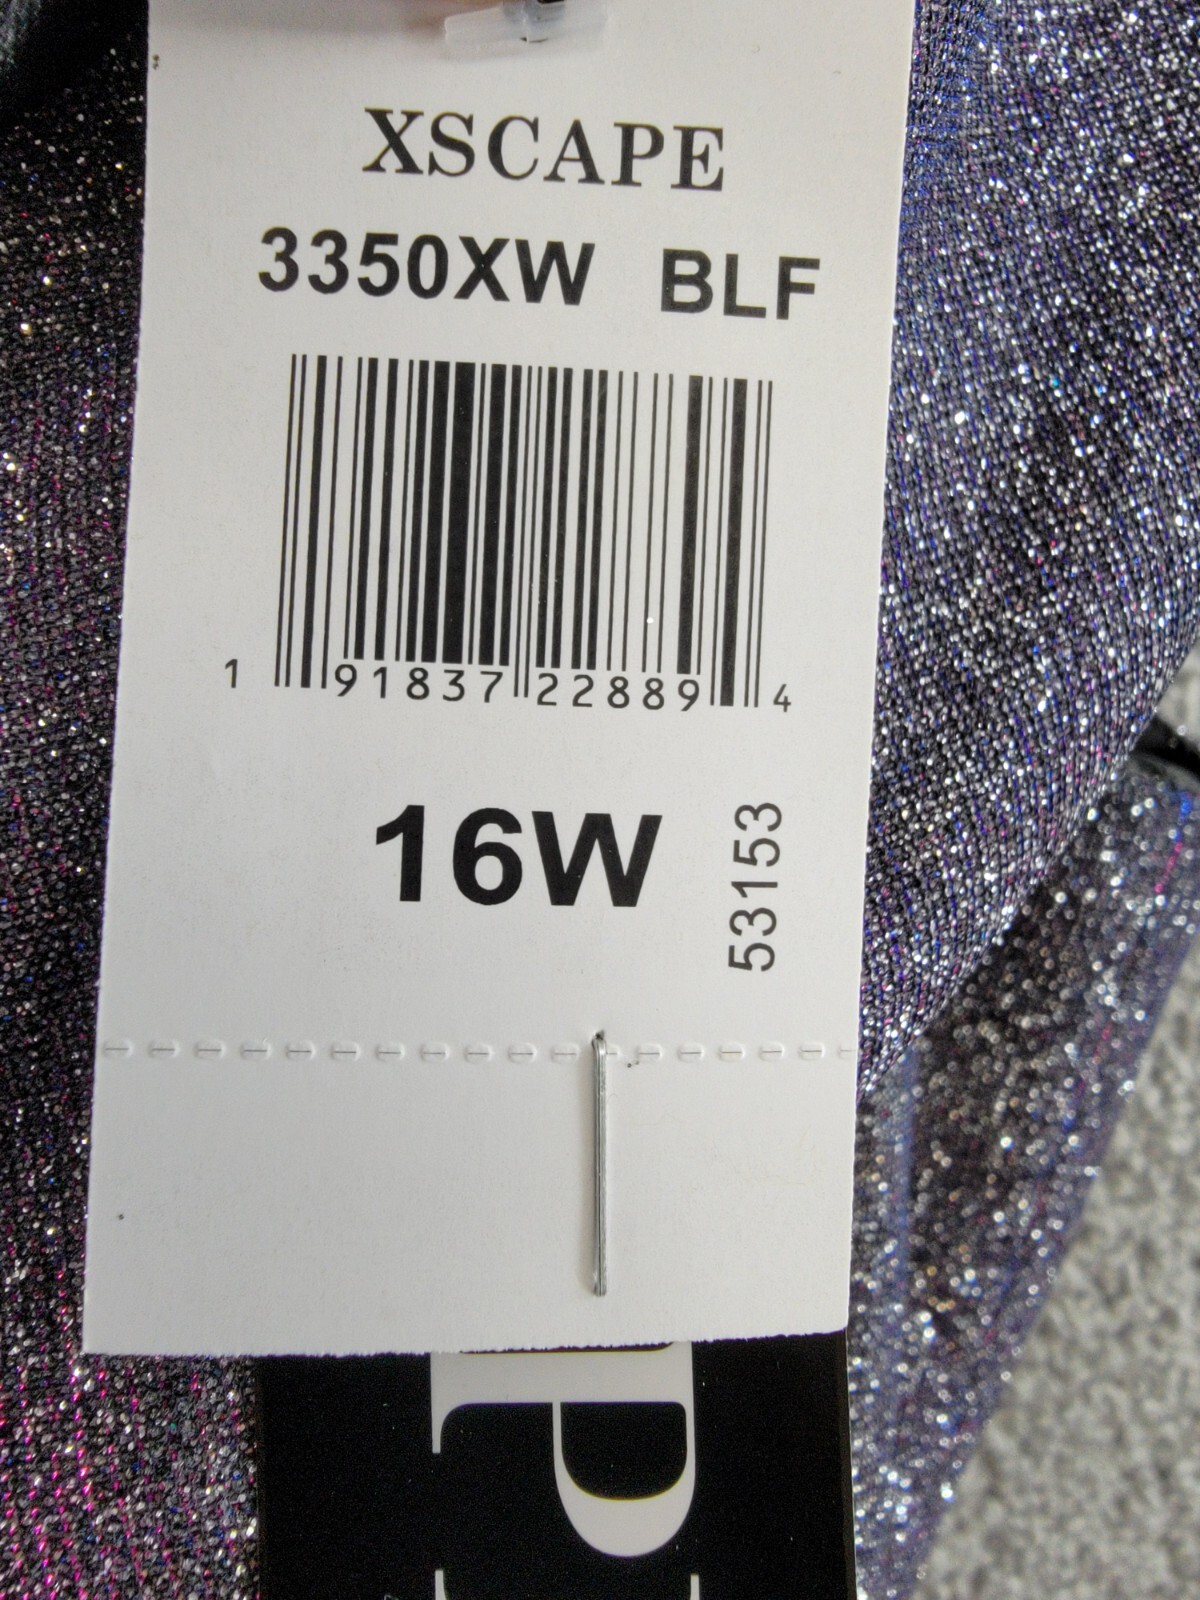 XSCAPE
3350XW BLF
1 91837 22889 4
16W
53153
P